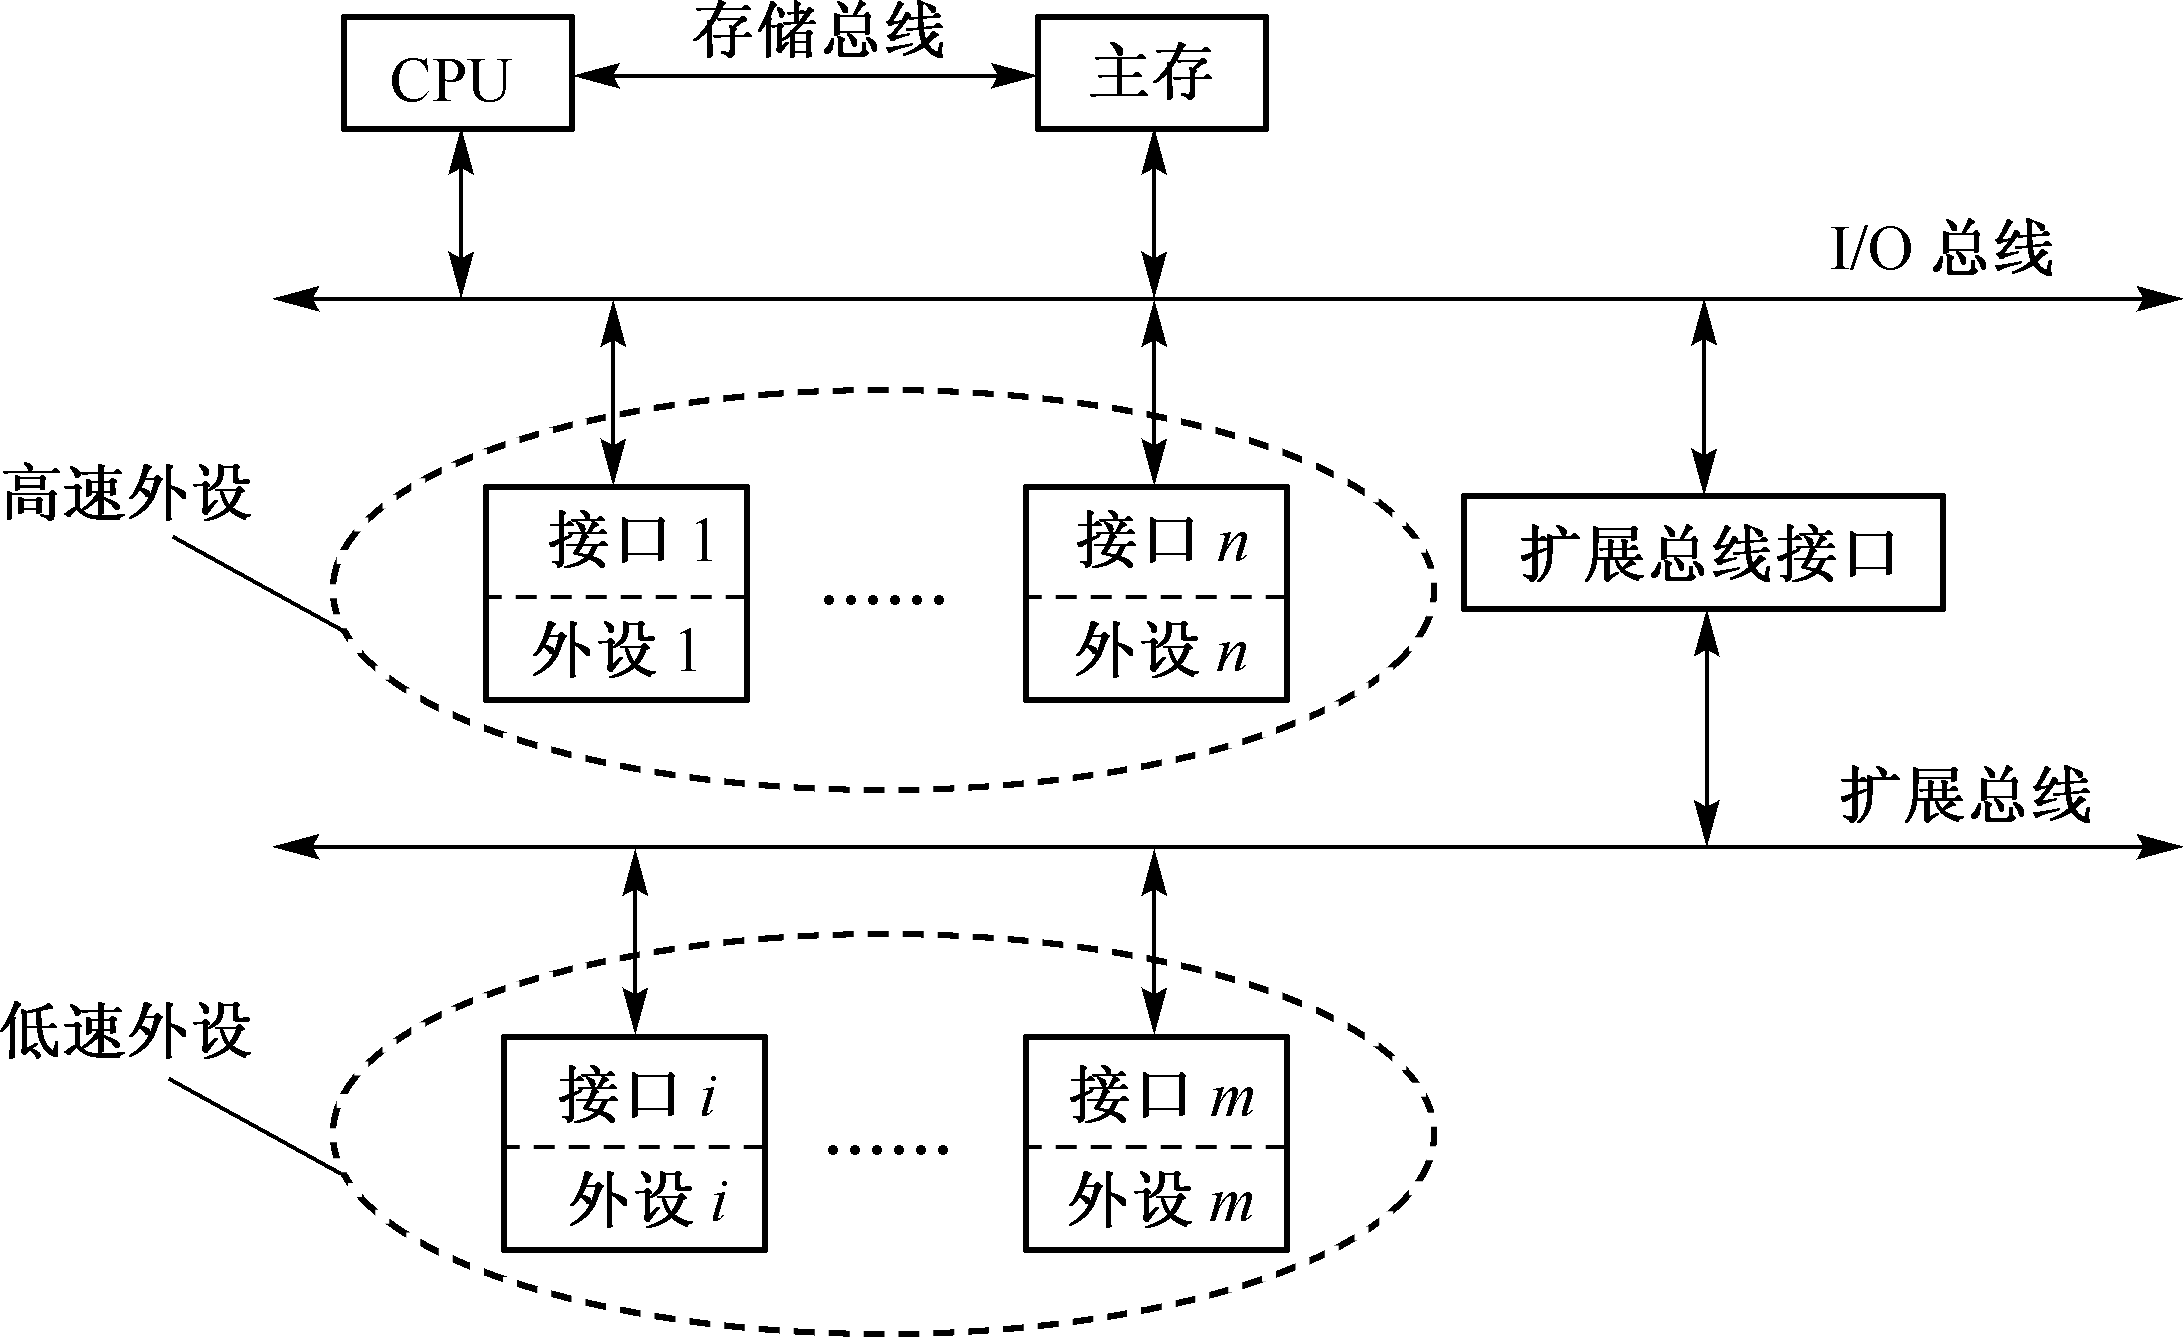 存储总线
CPU
主存
I/O 总线
高速外设
接口 1
接口 n
外设 1
······
外设 n
扩展总线接口
扩展总线
低速外设
接口 i
接口 m
外设 i
······
外设 m